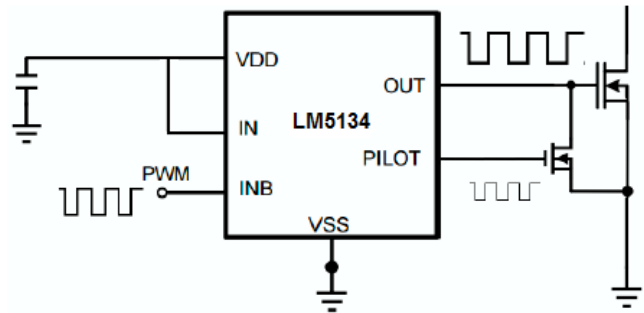 VDD
OUT
LM5134
IN
PILOT
PWM
INB
VSS